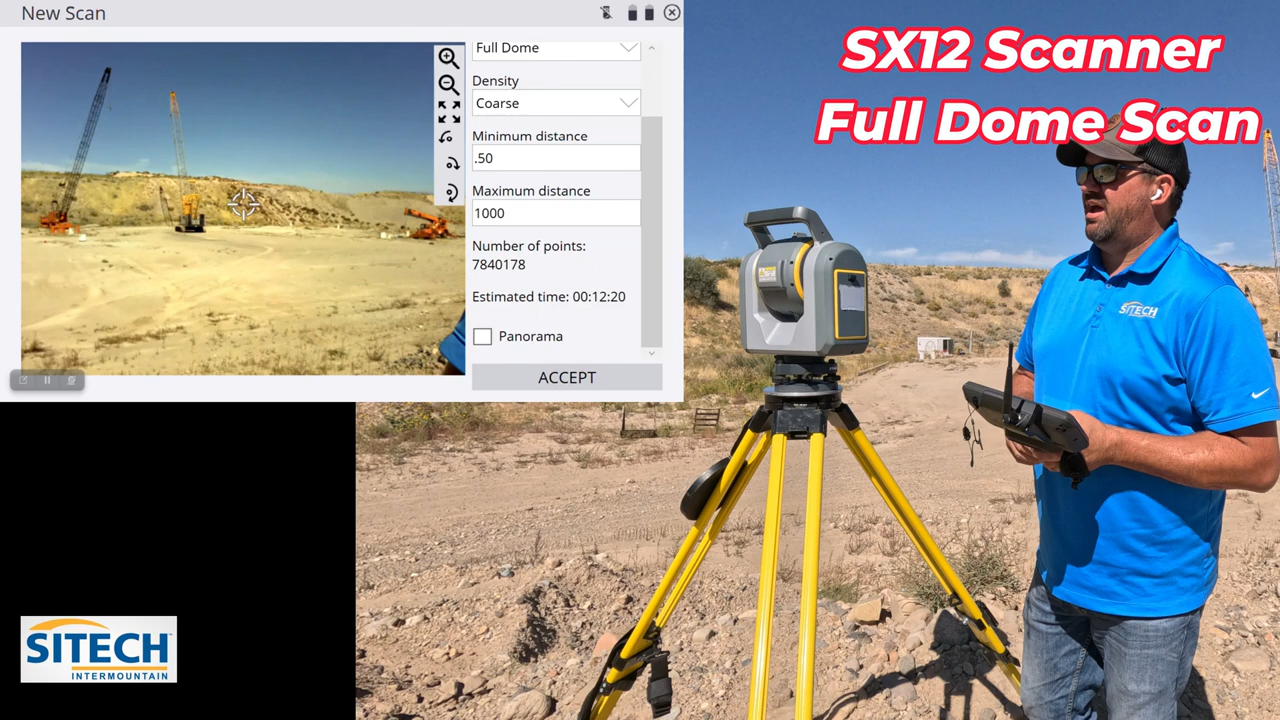 New Scan
Full Dome
Density
Coarse
Minimum distance
.50
Maximum distance
1000
Number of points:
7840178
Estimated time: 00:12:20
Panorama
ACCEPT
SX12 Scanner
Full Dome Scan
SITECH
SITECH
INTERMOUNTAIN